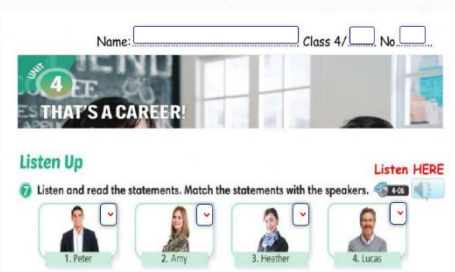 Name: Class 4/ No
UNIT
4
THAT'S A CAREER!
Listen Up
Listen HERE
7 Listen and read the statements. Match the statements with the speakers. 4-06
1. Peter
2. Amy
3. Heather
4. Lucas